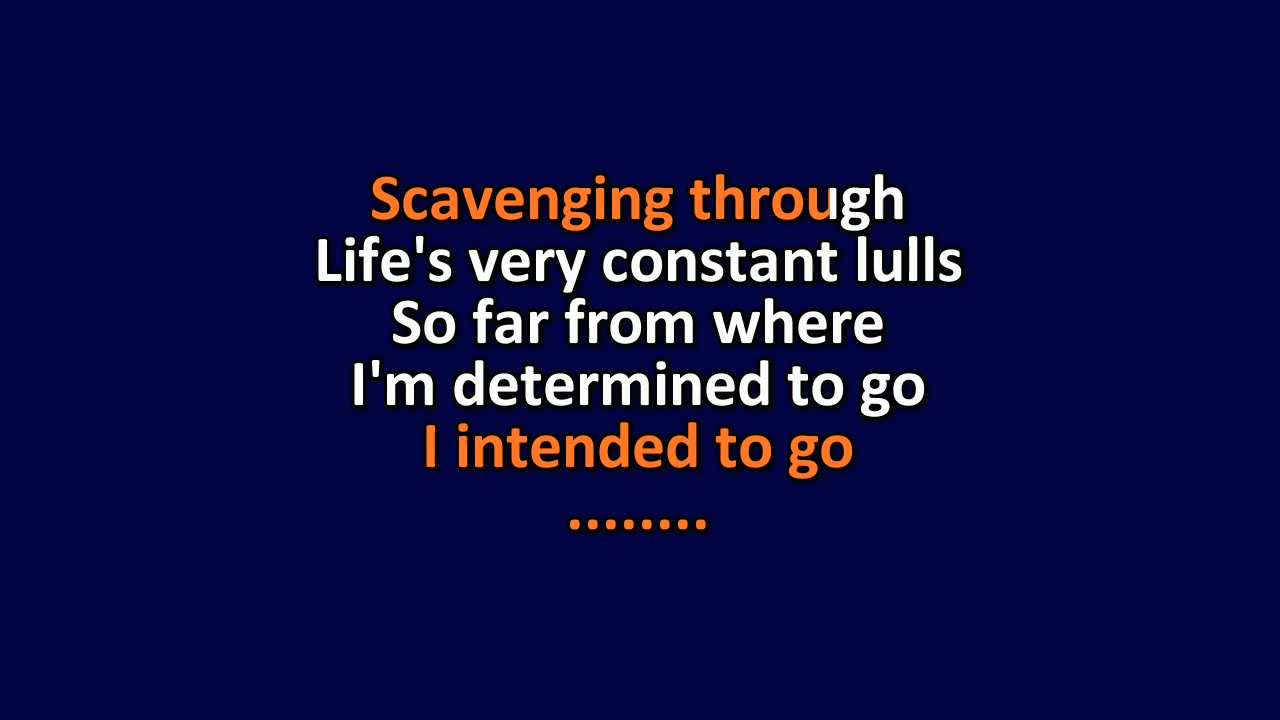 Scavenging through
Life's very constant lulls
So far from where
I'm determined to go
I intended to go
........